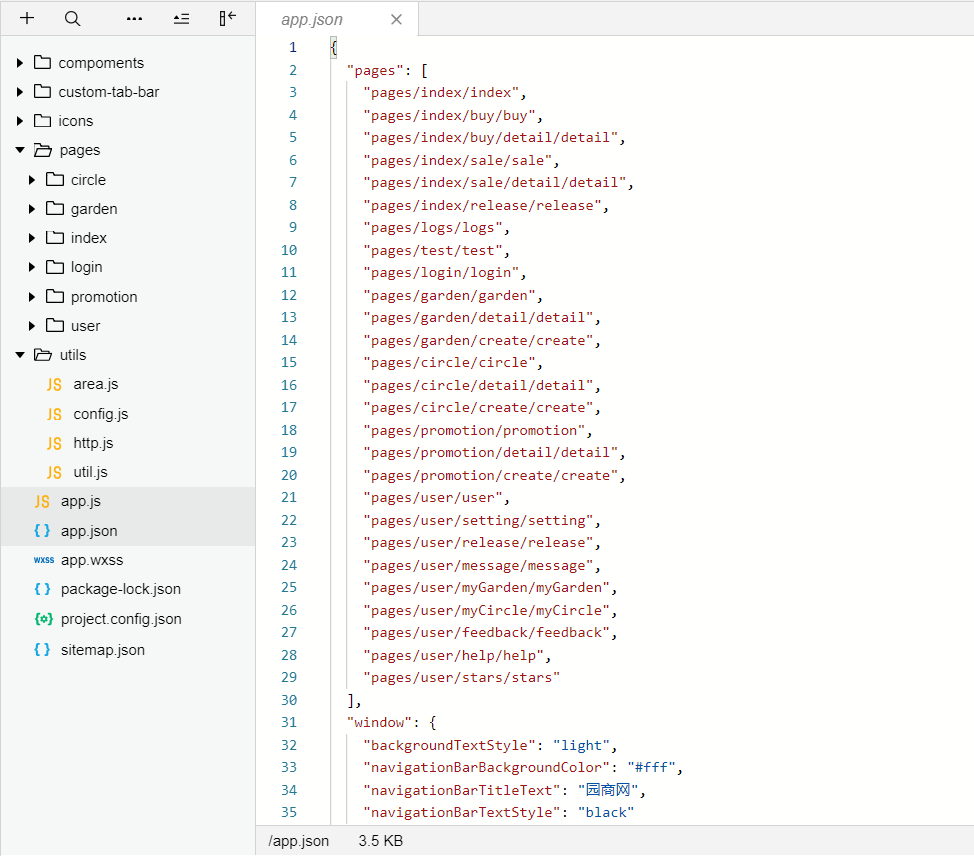 compoments
custom-tab-bar
icons
pages
circle
garden
index
login
promotion
user
utils
JS area.js
JS config.js
JS http.js
JS util.js
JS app.js
{ } app.json
wxss app.wxss
{ } package-lock.json
{o} project.config.json
{ } sitemap.json
app.json
1 {
2 "pages": [
3 "pages/index/index",
4 "pages/index/buy/buy",
5 "pages/index/buy/detail/detail",
6 "pages/index/sale/sale",
7 "pages/index/sale/detail/detail",
8 "pages/index/release/release",
9 "pages/logs/logs",
10 "pages/test/test",
11 "pages/login/login",
12 "pages/garden/garden",
13 "pages/garden/detail/detail",
14 "pages/garden/create/create",
15 "pages/circle/circle",
16 "pages/circle/detail/detail",
17 "pages/circle/create/create",
18 "pages/promotion/promotion",
19 "pages/promotion/detail/detail",
20 "pages/promotion/create/create",
21 "pages/user/user",
22 "pages/user/setting/setting",
23 "pages/user/release/release",
24 "pages/user/message/message",
25 "pages/user/myGarden/myGarden",
26 "pages/user/myCircle/myCircle",
27 "pages/user/feedback/feedback",
28 "pages/user/help/help",
29 "pages/user/stars/stars"
30 ],
31 "window": {
32 "backgroundTextStyle": "light",
33 "navigationBarBackgroundColor": "#fff",
34 "navigationBarTitleText": "园商网",
35 "navigationBarTextStyle": "black"
/app.json 3.5 KB